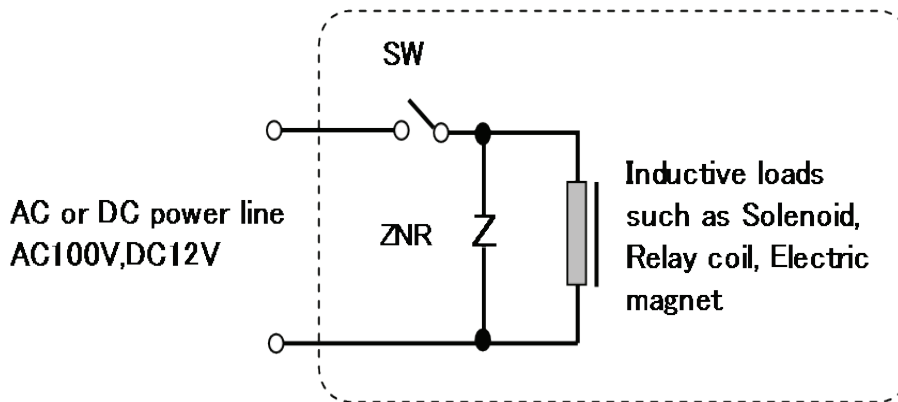 SW
AC or DC power line
AC100V,DC12V
ZNR
Inductive loads
such as Solenoid,
Relay coil, Electric
magnet